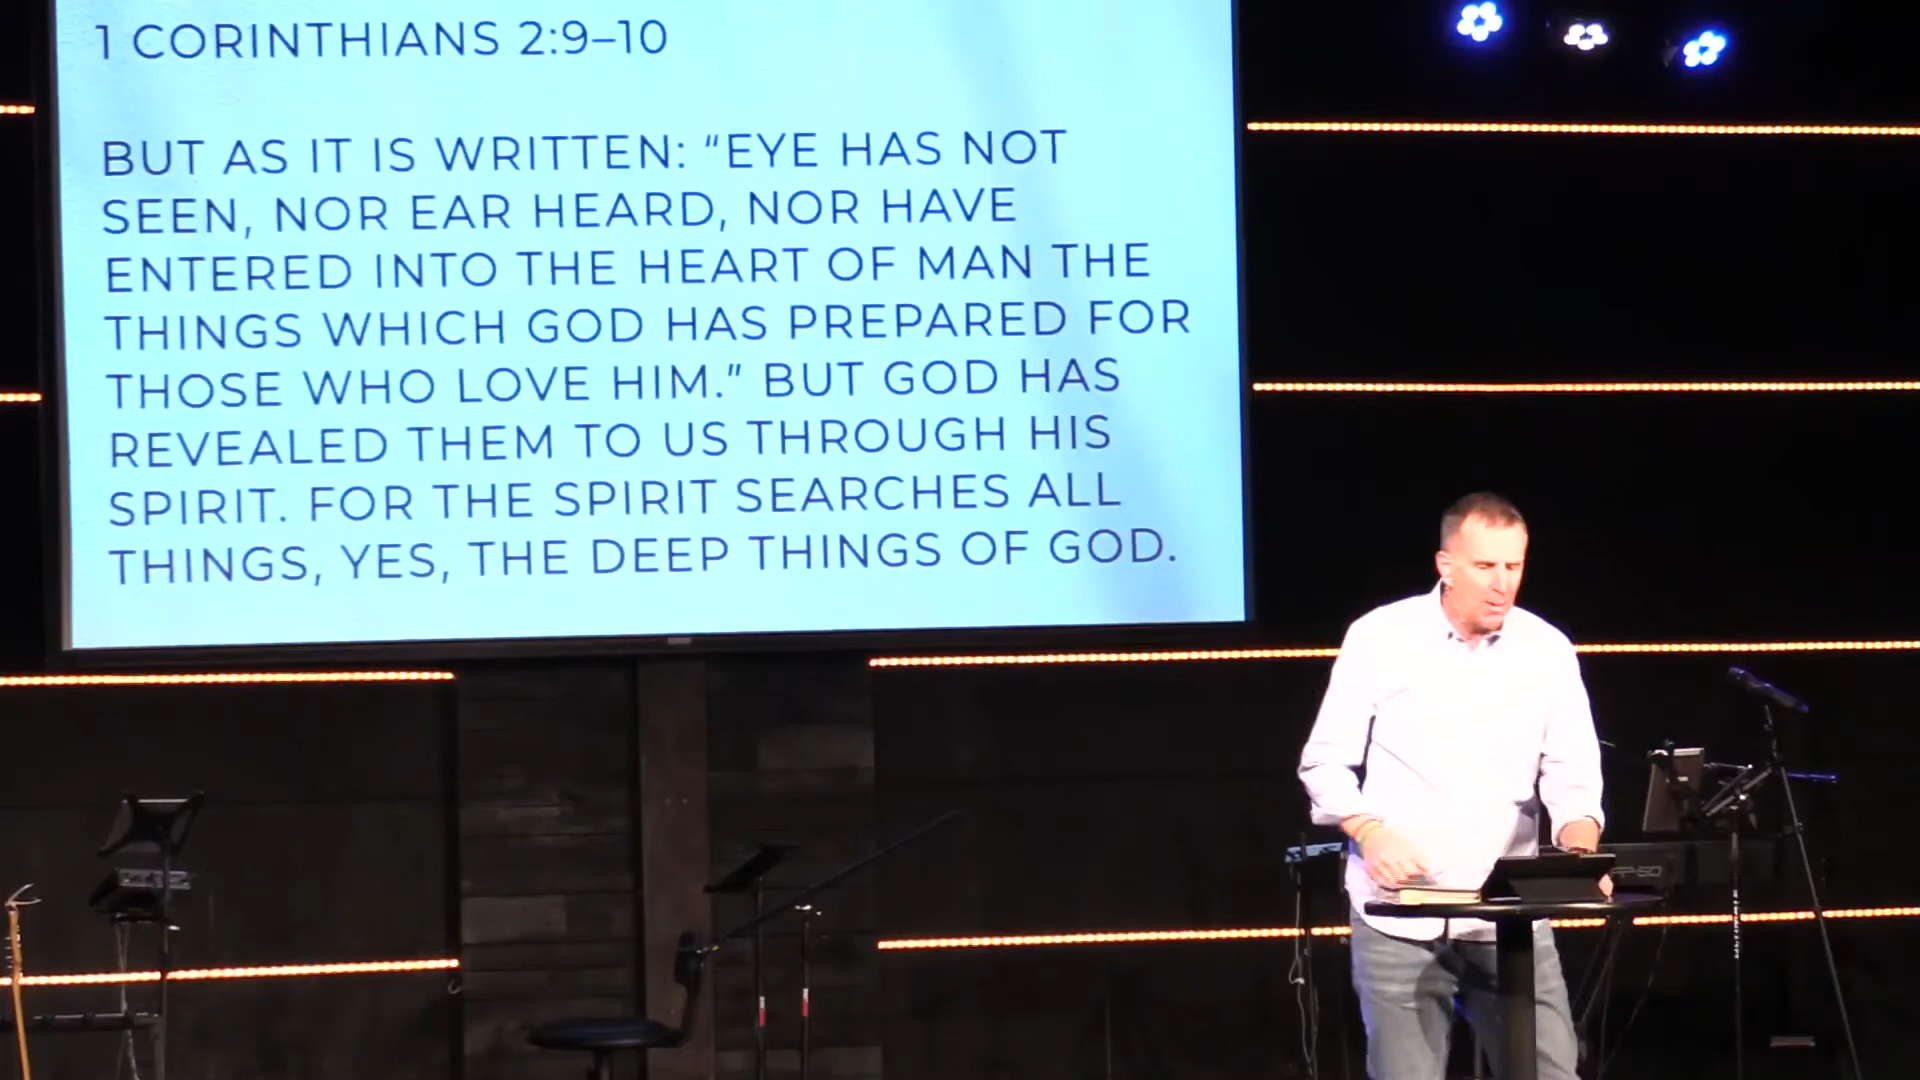 1 CORINTHIANS 2:9–10
BUT AS IT IS WRITTEN: “EYE HAS NOT
SEEN, NOR EAR HEARD, NOR HAVE
ENTERED INTO THE HEART OF MAN THE
THINGS WHICH GOD HAS PREPARED FOR
THOSE WHO LOVE HIM.” BUT GOD HAS
REVEALED THEM TO US THROUGH HIS
SPIRIT. FOR THE SPIRIT SEARCHES ALL
THINGS, YES, THE DEEP THINGS OF GOD.